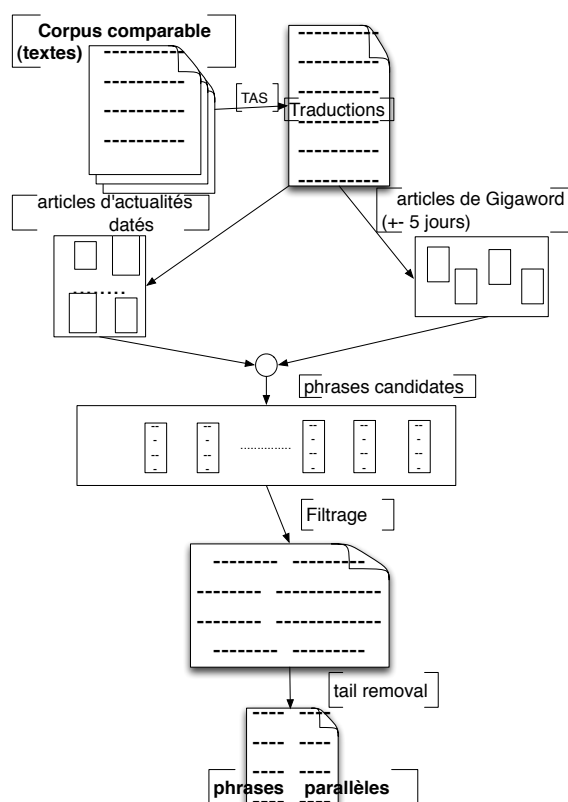 Corpus comparable
(textes)
TAS
Traductions
articles d'actualités
datés
articles de Gigaword
(+- 5 jours)
phrases candidates
Filtrage
tail removal
phrases parallèles